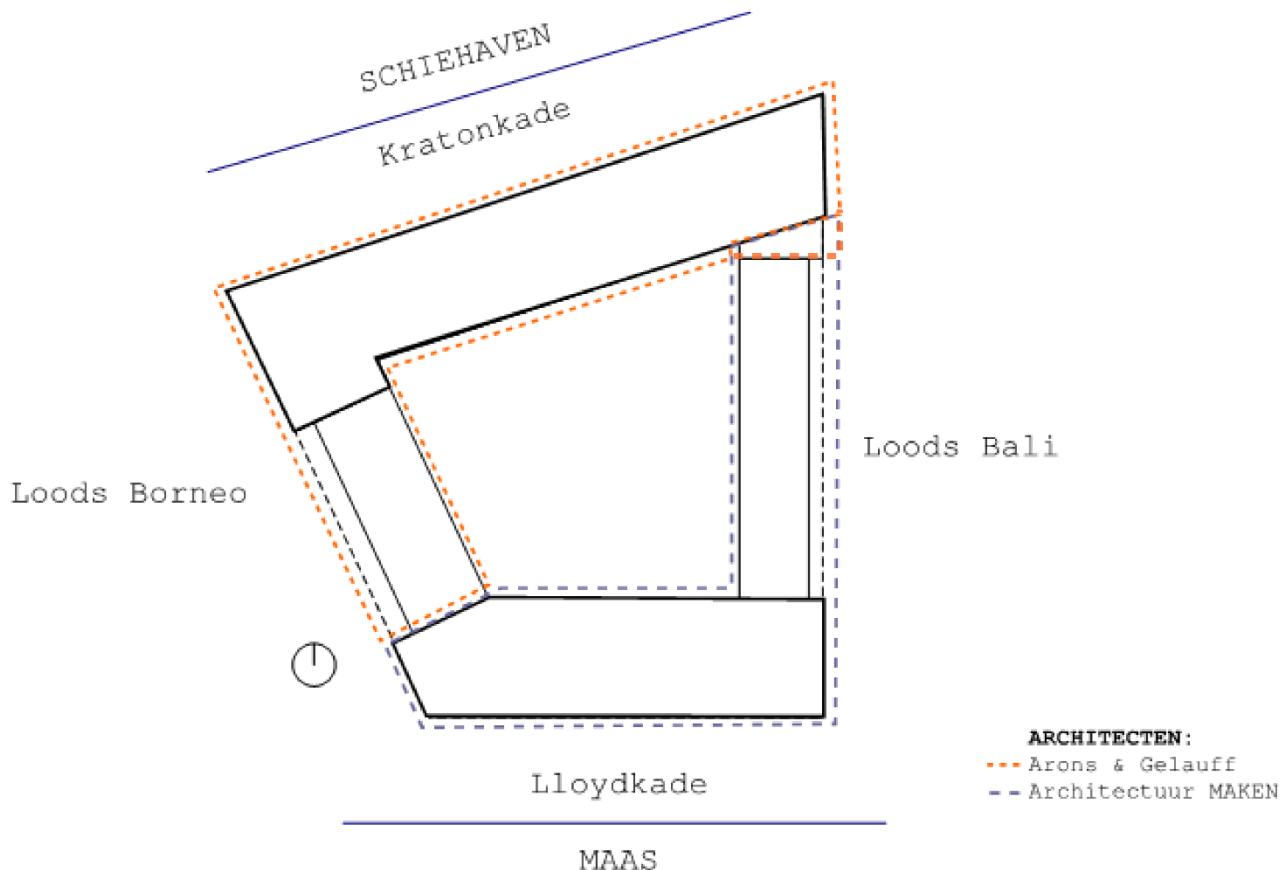 SCHIEHAVEN
Kratonkade
Loods Bali
Loods Borneo
Lloydkade
MAAS
ARCHITECTEN:
Arons & Gelauff
Architectuur MAKEN